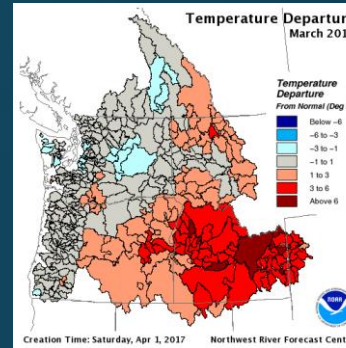 Temperature Departur
March 201
Temperature
Departure
From Normal (Deg
Below −6
−6 to −3
−3 to −1
−1 to 1
1 to 3
3 to 6
Above 6
NOAA
Creation Time: Saturday, Apr 1, 2017 Northwest River Forecast Cent